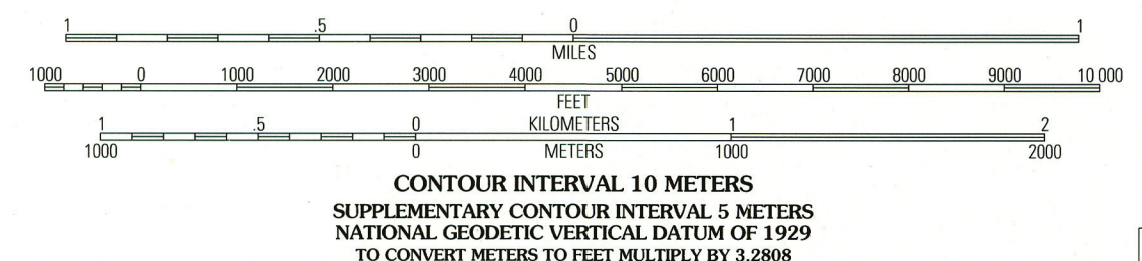 1 .5 0 1
MILES
1000 0 1000 2000 3000 4000 5000 6000 7000 8000 9000 10 000
FEET
1 .5 0 KILOMETERS 1 2
1000 0 METERS 1000 2000
CONTOUR INTERVAL 10 METERS
SUPPLEMENTARY CONTOUR INTERVAL 5 METERS
NATIONAL GEODETIC VERTICAL DATUM OF 1929
TO CONVERT METERS TO FEET MULTIPLY BY 3.2808